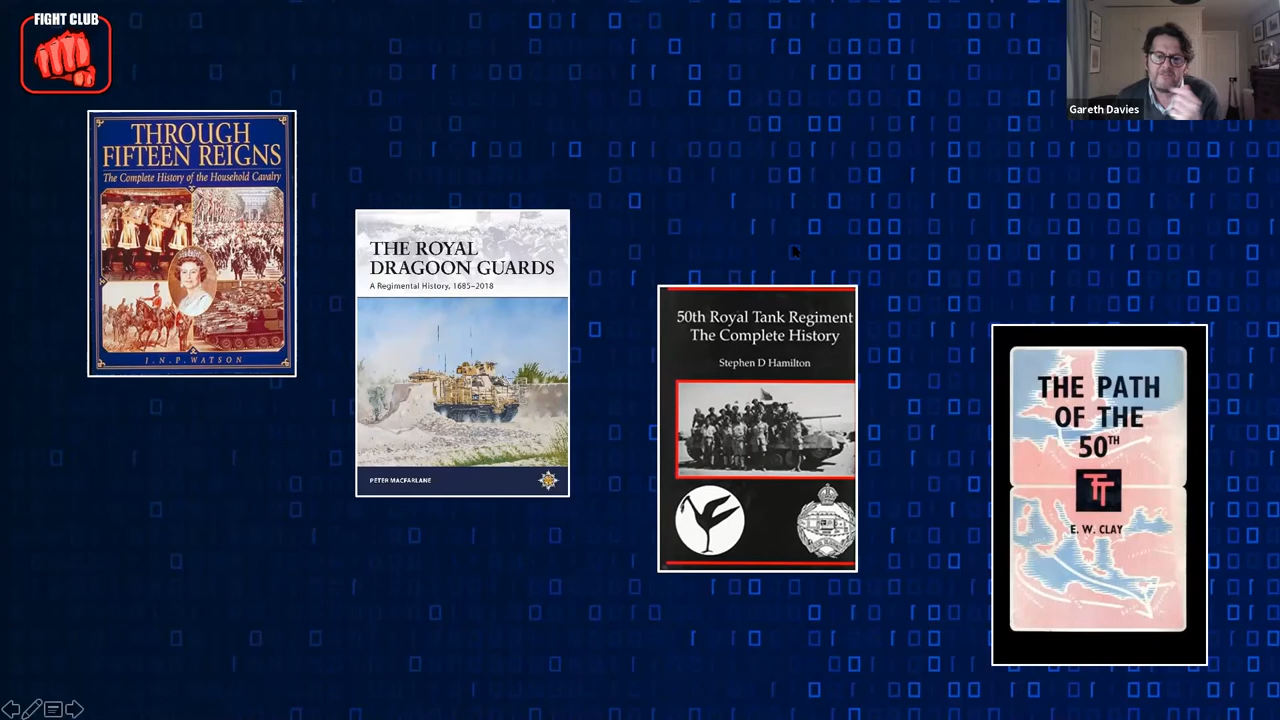 FIGHT CLUB
Gareth Davies
THROUGH
FIFTEEN REIGNS
The Complete History of the Household Cavalry
J.N.P. WATSON
THE ROYAL
DRAGOON GUARDS
A Regimental History, 1685–2018
PETER MACFARLANE
50th Royal Tank Regiment
The Complete History
Stephen D Hamilton
THE PATH
OF THE
50TH
TT
E. W. CLAY